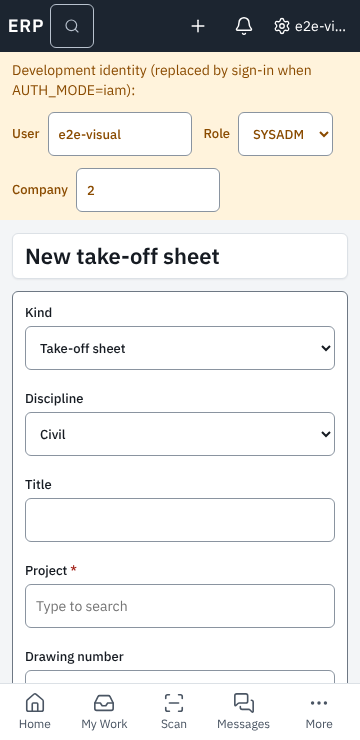 ERP
e2e-vi...
Development identity (replaced by sign-in when
AUTH_MODE=iam):
User
e2e-visual
Role
SYSADM
Company
2
New take-off sheet
Kind
Take-off sheet
Discipline
Civil
Title
Project *
Type to search
Drawing number
Home
My Work
Scan
Messages
More